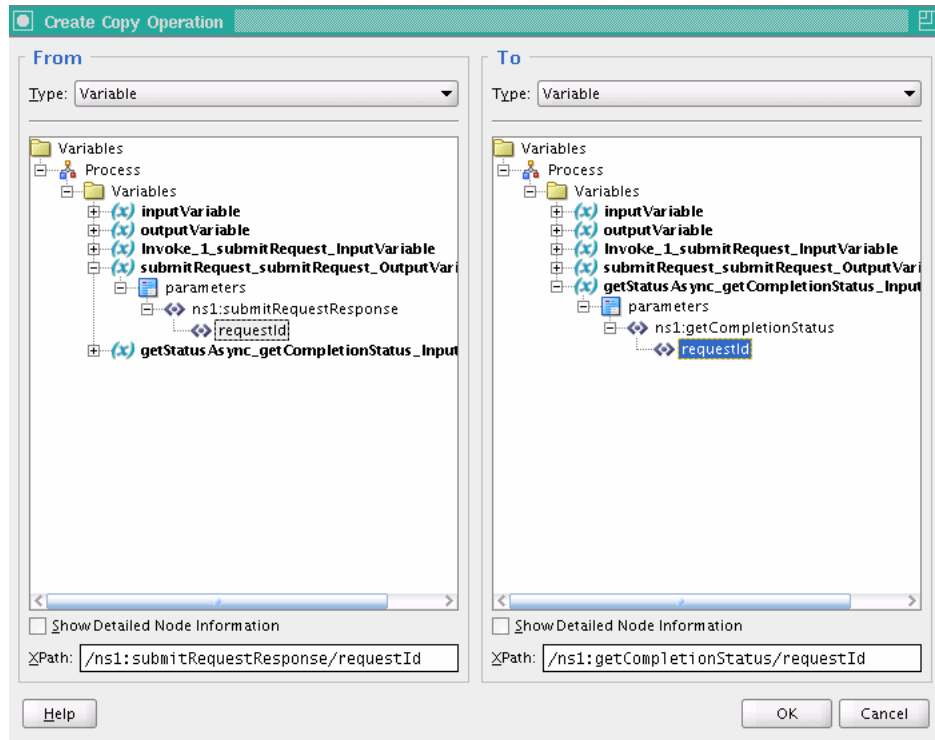 Create Copy Operation
From
Type: Variable
Variables
Process
Variables
inputVariable
outputVariable
Invoke_1_submitRequest_InputVariable
submitRequest_submitRequest_OutputVari
parameters
ns1:submitRequestResponse
requestId
getStatusAsync_getCompletionStatus_Input
Show Detailed Node Information
XPath: /ns1:submitRequestResponse/requestId
To
Type: Variable
Variables
Process
Variables
inputVariable
outputVariable
Invoke_1_submitRequest_InputVariable
submitRequest_submitRequest_OutputVari
getStatusAsync_getCompletionStatus_Input
parameters
ns1:getCompletionStatus
requestId
Show Detailed Node Information
XPath: /ns1:getCompletionStatus/requestId
Help
OK
Cancel